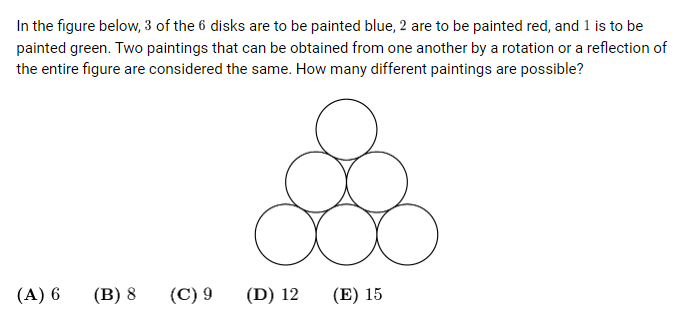 In the figure below, 3 of the 6 disks are to be painted blue, 2 are to be painted red, and 1 is to be
painted green. Two paintings that can be obtained from one another by a rotation or a reflection of
the entire figure are considered the same. How many different paintings are possible?
(A) 6 (B) 8 (C) 9 (D) 12 (E) 15